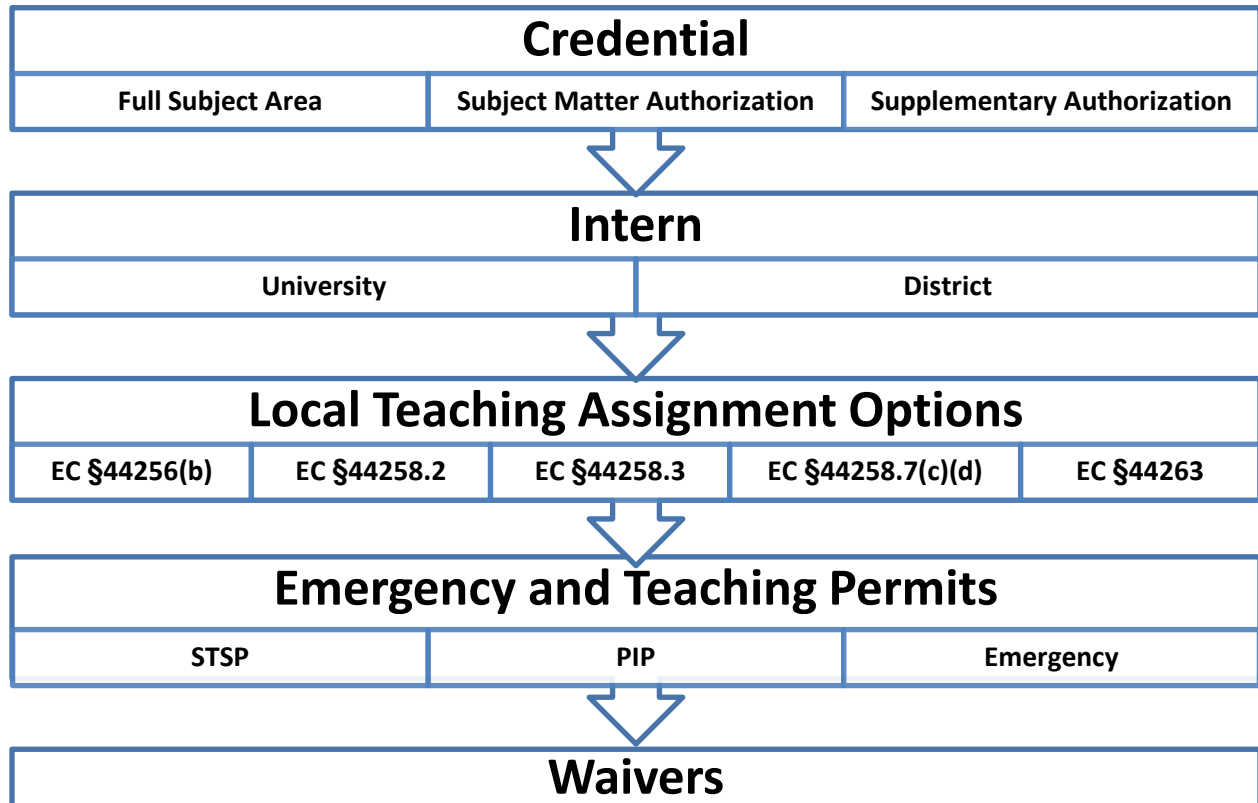 Credential
Full Subject Area Subject Matter Authorization Supplementary Authorization
Intern
University District
Local Teaching Assignment Options
EC §44256(b) EC §44258.2 EC §44258.3 EC §44258.7(c)(d) EC §44263
Emergency and Teaching Permits
STSP PIP Emergency
Waivers